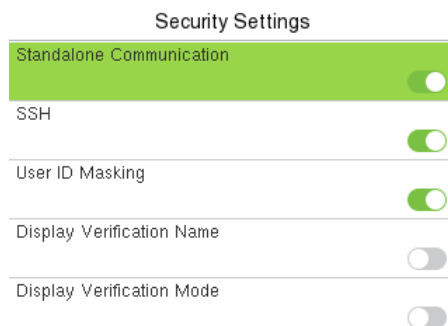 Security Settings
Standalone Communication
SSH
User ID Masking
Display Verification Name
Display Verification Mode